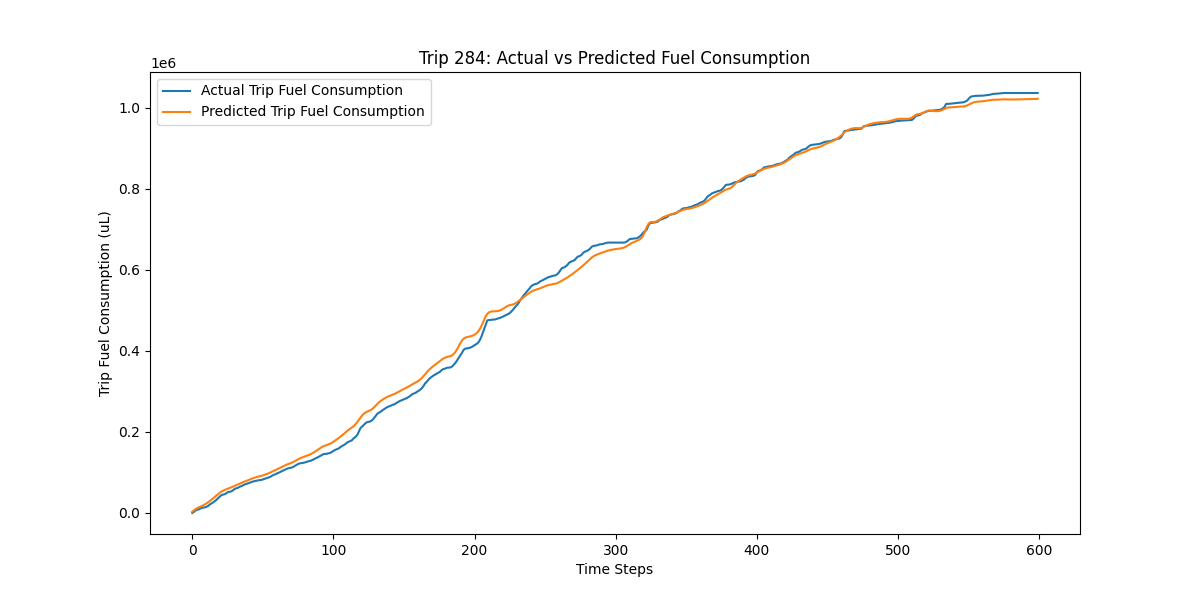 Trip 284: Actual vs Predicted Fuel Consumption
1e6
Actual Trip Fuel Consumption
Predicted Trip Fuel Consumption
1.0
0.8
0.6
0.4
0.2
0.0
Trip Fuel Consumption (uL)
0 100 200 300 400 500 600
Time Steps